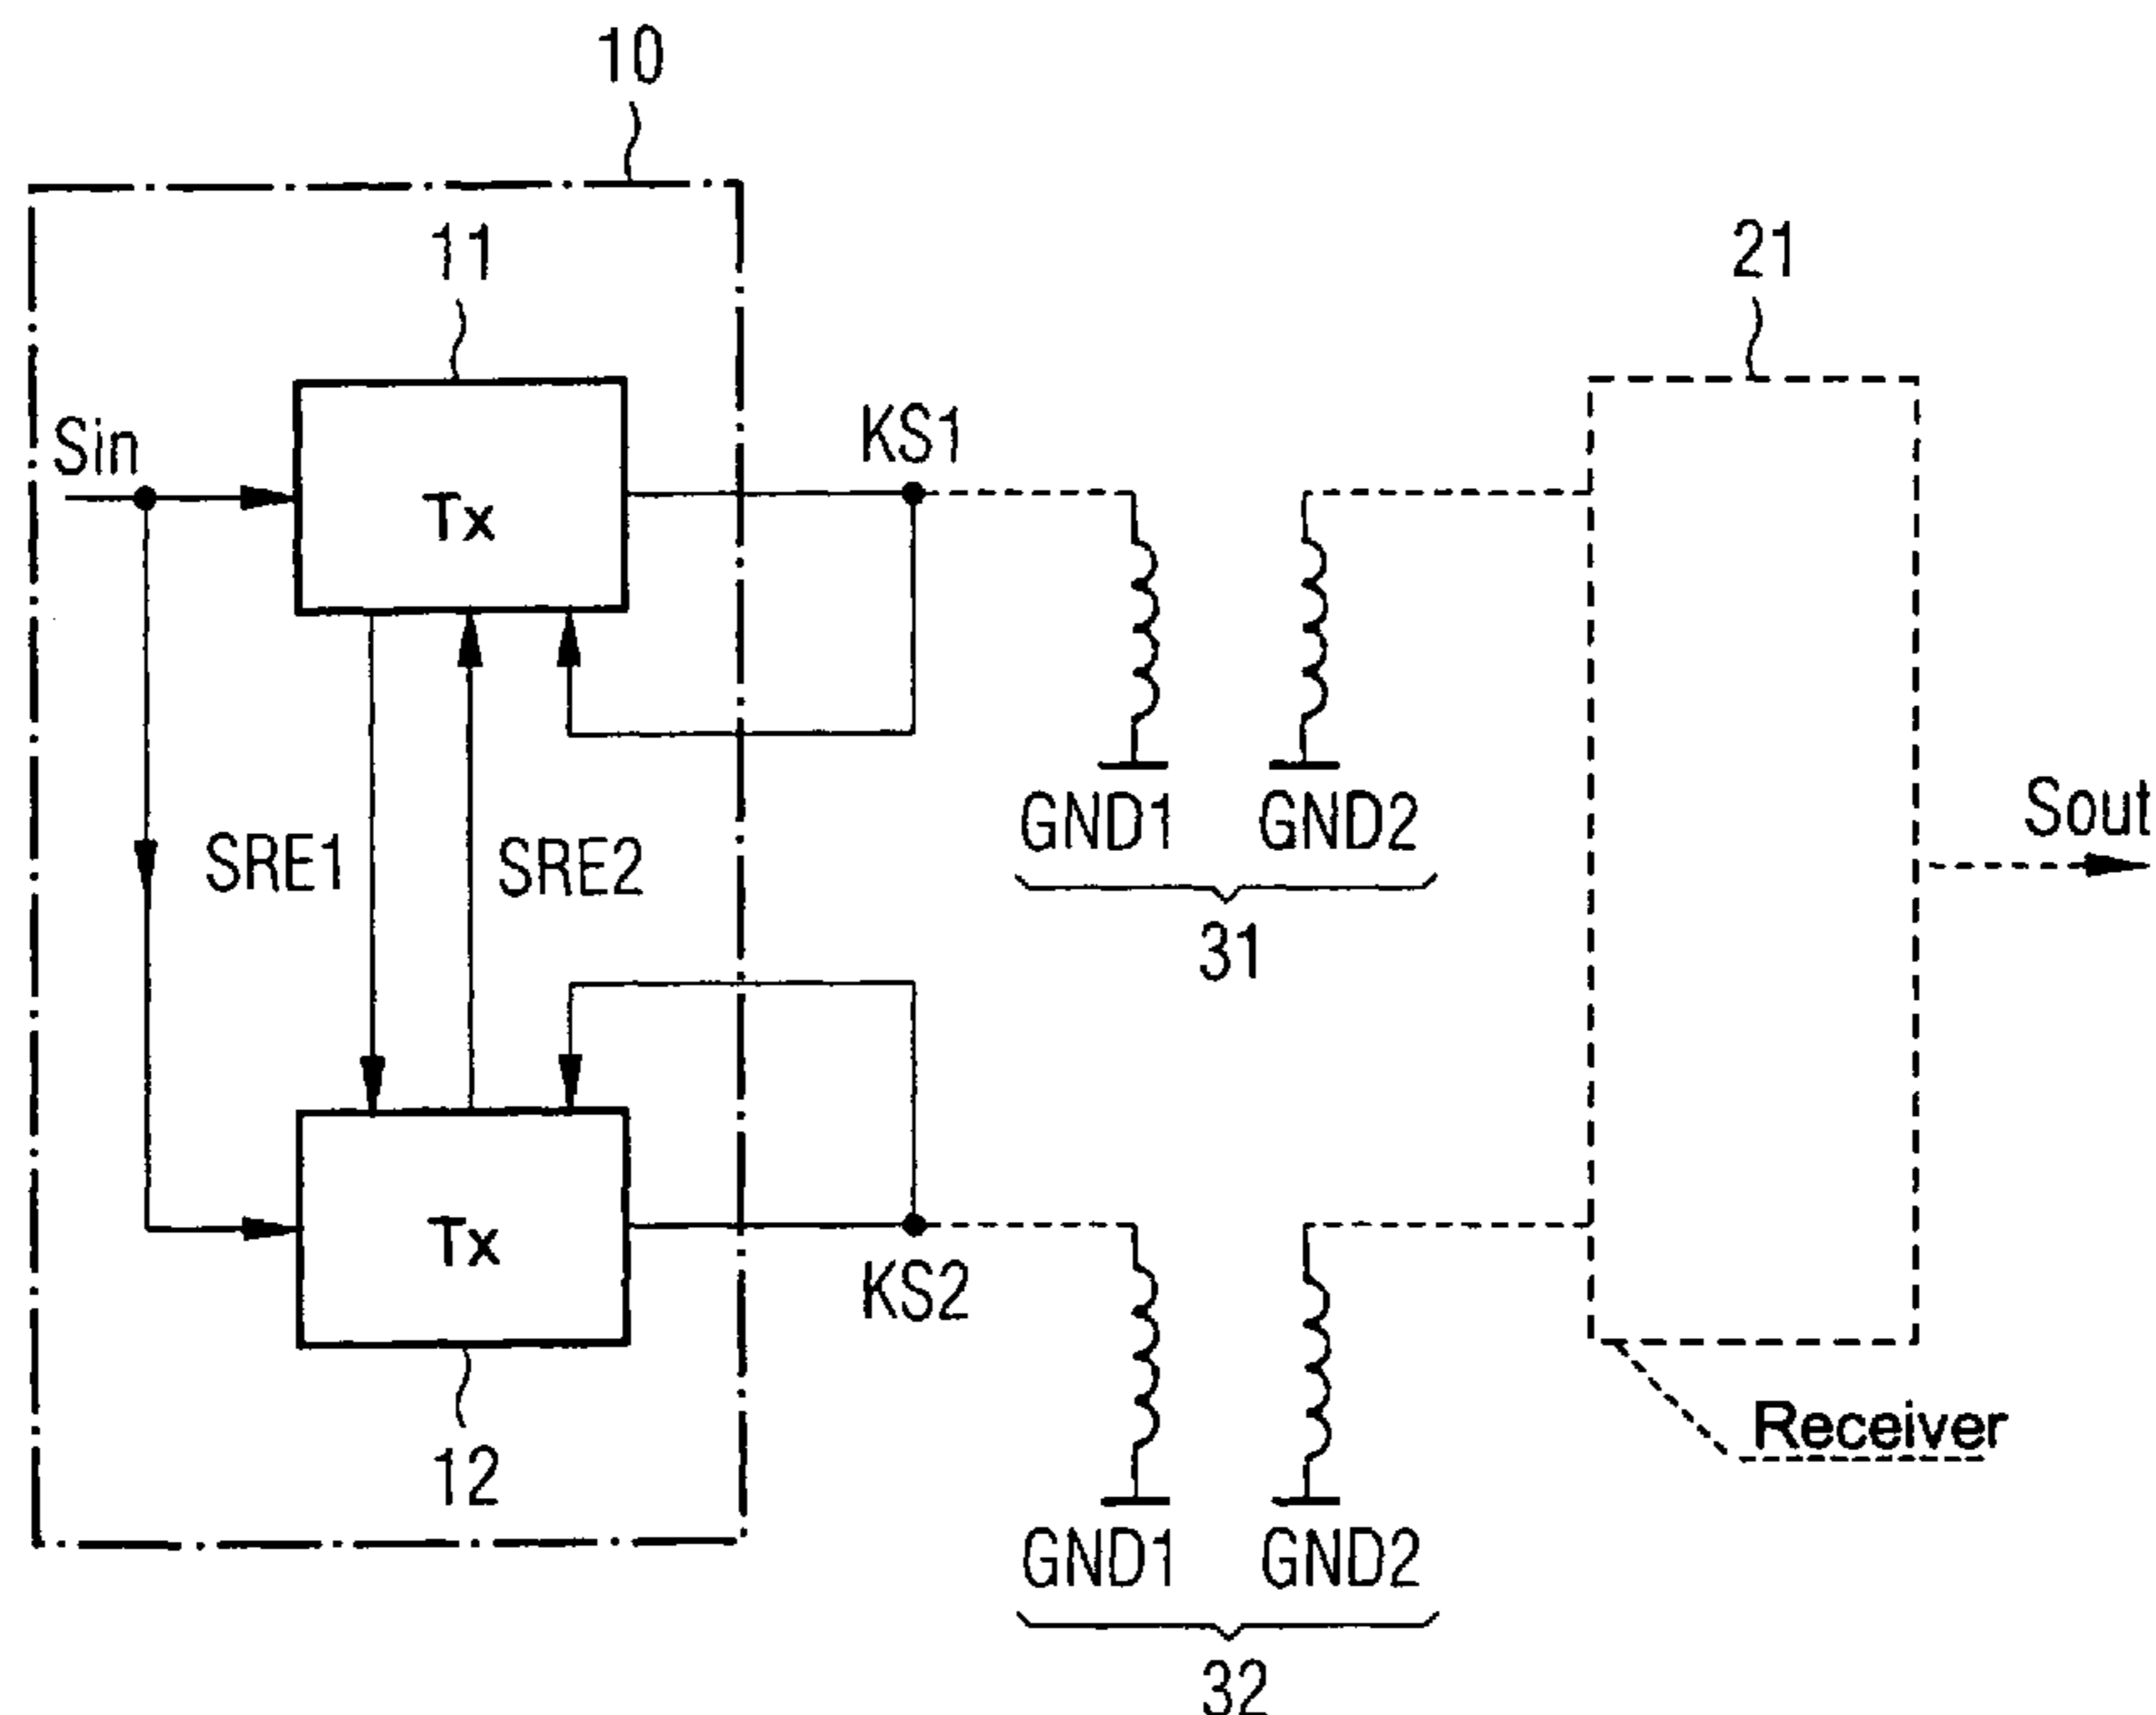 10
11
21
Sin
Tx
KS1
GND1
GND2
Sout
SRE1
SRE2
31
Tx
KS2
Receiver
12
GND1
GND2
32